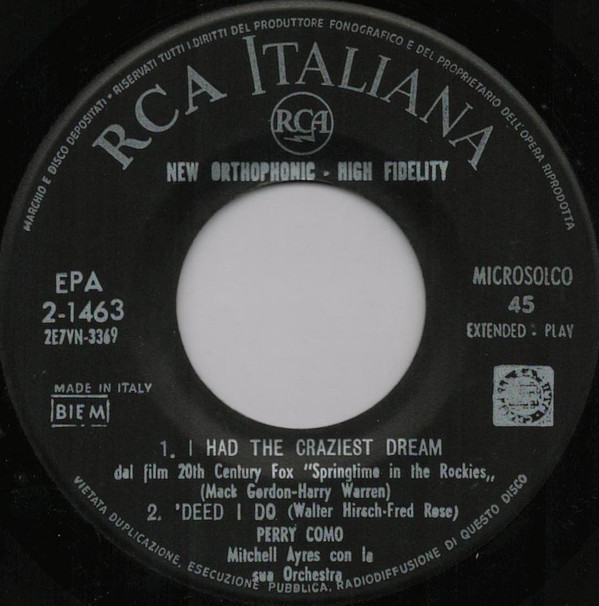 MARCHIO E DISCO DEPOSITATI • RISERVATI TUTTI I DIRITTI DEL PRODUTTORE FONOGRAFICO E DEL PROPRIETARIO DELL'OPERA RIPRODOTTA
RCA ITALIANA
RCA
NEW ORTHOPHONIC - HIGH FIDELITY
EPA
2-1463
2E7VN-3369
MICROSOLCO
45
EXTENDED - PLAY
MADE IN ITALY
BIEM
1. I HAD THE CRAZIEST DREAM
dal film 20th Century Fox "Springtime in the Rockies„
(Mack Gordon-Harry Warren)
2. 'DEED I DO (Walter Hirsch-Fred Rose)
PERRY COMO
Mitchell Ayres con la
sua Orchestra
VIETATA DUPLICAZIONE, ESECUZIONE PUBBLICA, RADIODIFFUSIONE DI QUESTO DISCO